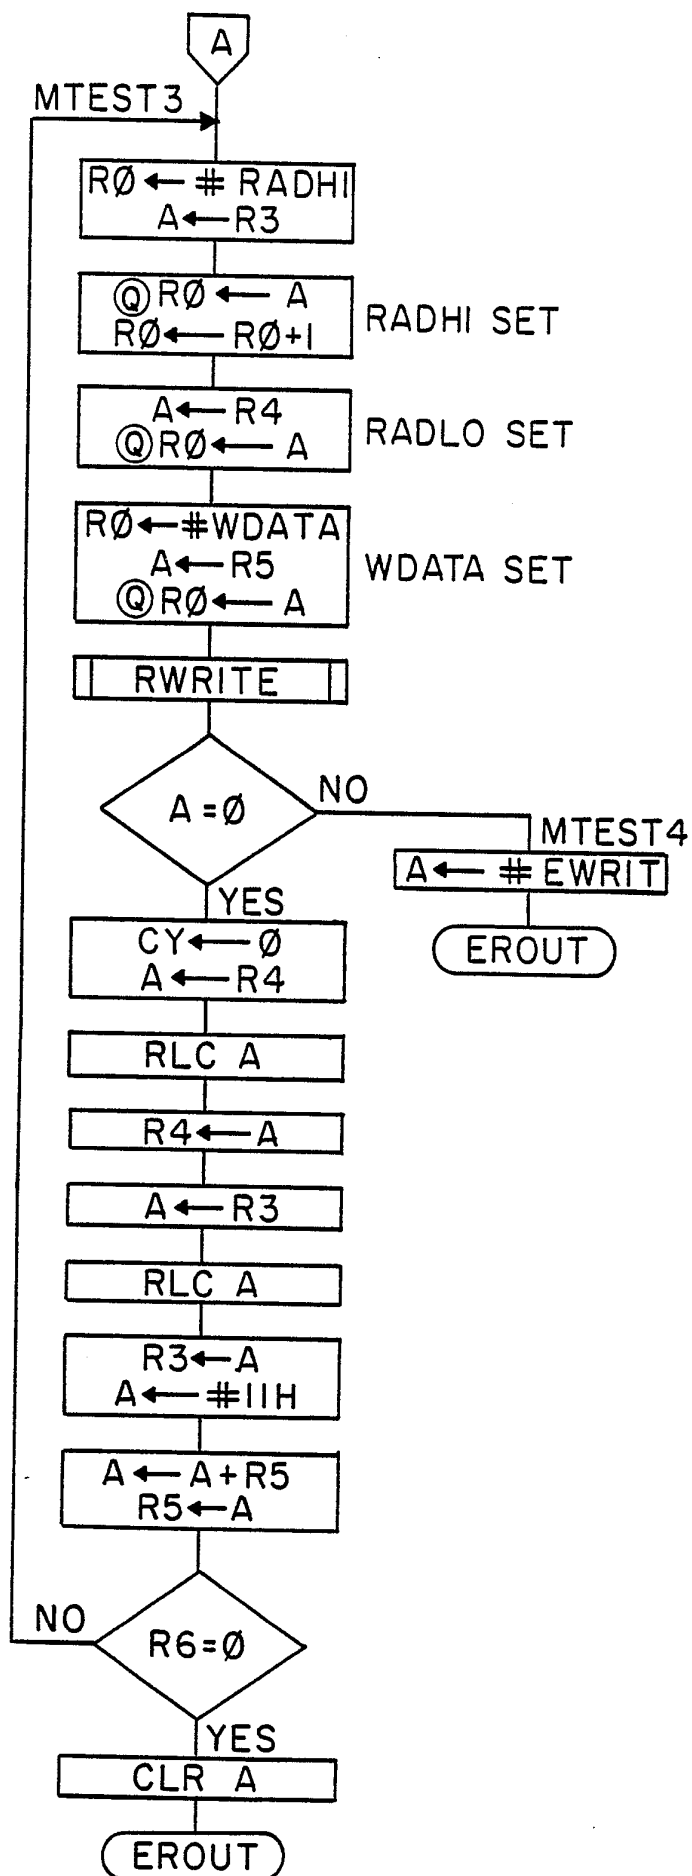 A
MTEST3
RØ ← # RADHI
A ← R3
@ RØ ← A
RØ ← RØ+1
RADHI SET
A ← R4
@ RØ ← A
RADLO SET
RØ ← #WDATA
A ← R5
@ RØ ← A
WDATA SET
RWRITE
A=Ø
NO
MTEST4
A ← # EWRIT
EROUT
YES
CY ← Ø
A ← R4
RLC A
R4 ← A
A ← R3
RLC A
R3 ← A
A ← #11H
A ← A+R5
R5 ← A
R6=Ø
NO
YES
CLR A
EROUT